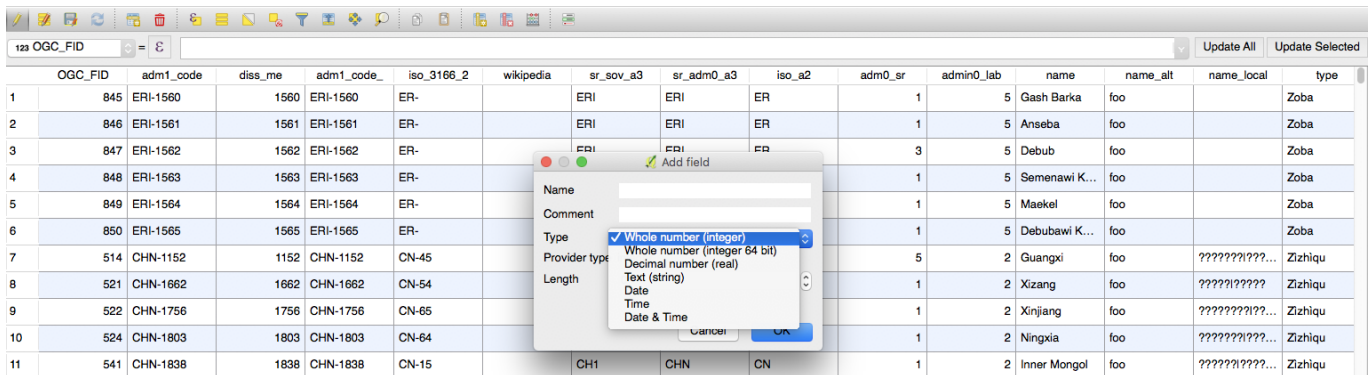 123 OGC_FID = ε Update All Update Selected
OGC_FID adm1_code diss_me adm1_code_ iso_3166_2 wikipedia sr_sov_a3 sr_adm0_a3 iso_a2 adm0_sr admin0_lab name name_alt name_local type
1 845 ERI-1560 1560 ERI-1560 ER- ERI ERI ER 1 5 Gash Barka foo Zoba
2 846 ERI-1561 1561 ERI-1561 ER- ERI ERI ER 1 5 Anseba foo Zoba
3 847 ERI-1562 1562 ERI-1562 ER- ERI ERI ER 3 5 Debub foo Zoba
4 848 ERI-1563 1563 ERI-1563 ER- 1 5 Semenawi K... foo Zoba
5 849 ERI-1564 1564 ERI-1564 ER- 1 5 Maekel foo Zoba
6 850 ERI-1565 1565 ERI-1565 ER- 1 5 Debubawi K... foo Zoba
7 514 CHN-1152 1152 CHN-1152 CN-45 5 2 Guangxi foo ???????|???... Zìzhìqu
8 521 CHN-1662 1662 CHN-1662 CN-54 1 2 Xizang foo ?????|????? Zìzhìqu
9 522 CHN-1756 1756 CHN-1756 CN-65 1 2 Xinjiang foo ????????|??... Zìzhìqu
10 524 CHN-1803 1803 CHN-1803 CN-64 1 2 Ningxia foo ???????|???... Zìzhìqu
11 541 CHN-1838 1838 CHN-1838 CN-15 CH1 CHN CN 1 2 Inner Mongol foo ??????|????... Zìzhìqu
Add field
Name
Comment
Type
Provider type
Length
Whole number (integer)
Whole number (integer 64 bit)
Decimal number (real)
Text (string)
Date
Time
Date & Time
Cancel OK